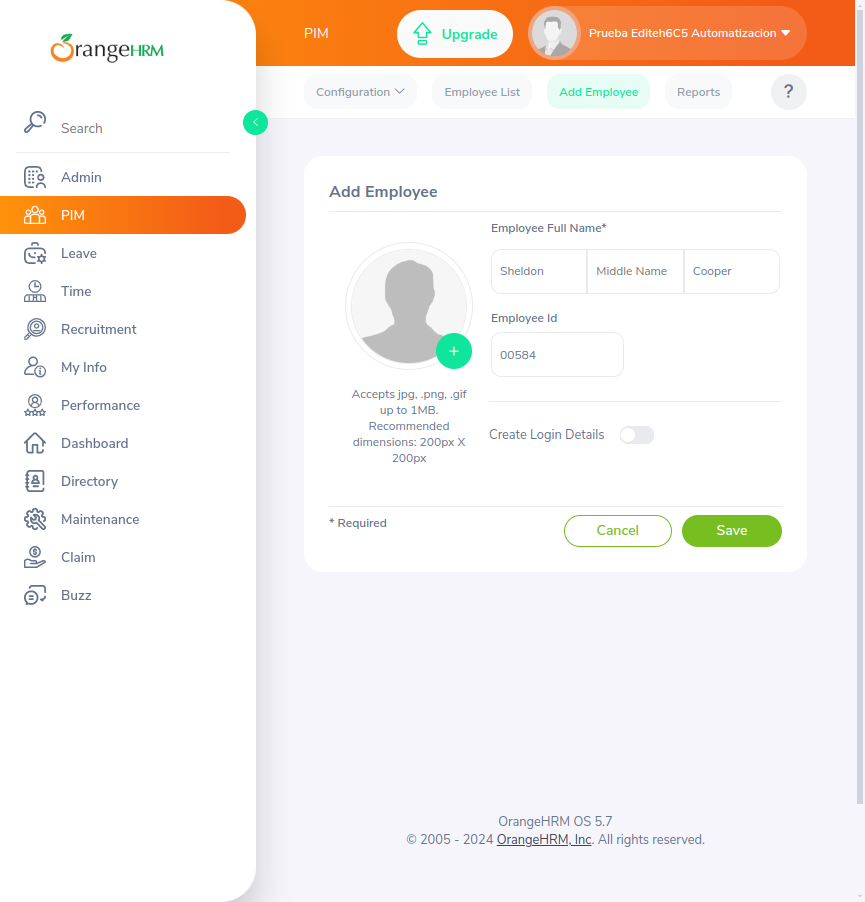 OrangeHRM
Search
Admin
PIM
Leave
Time
Recruitment
My Info
Performance
Dashboard
Directory
Maintenance
Claim
Buzz
PIM
Upgrade
Prueba Editeh6C5 Automatizacion
Configuration
Employee List
Add Employee
Reports
?
Add Employee
Employee Full Name*
Sheldon
Middle Name
Cooper
Employee Id
00584
Accepts jpg, .png, .gif
up to 1MB.
Recommended
dimensions: 200px X
200px
Create Login Details
* Required
Cancel
Save
OrangeHRM OS 5.7
© 2005 - 2024 OrangeHRM, Inc. All rights reserved.